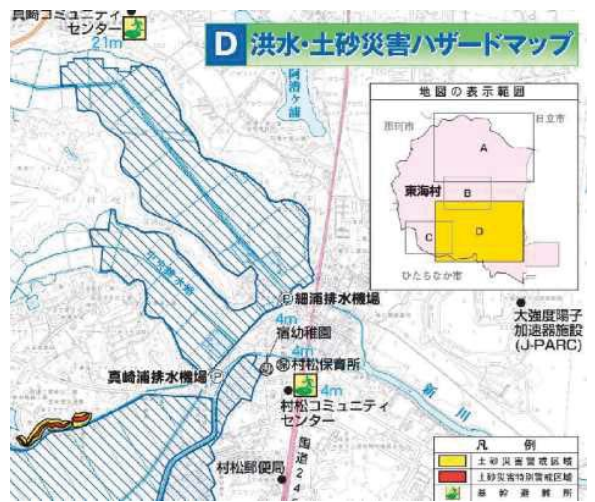 真崎コミュニティ
センター
21m
D 洪水・土砂災害ハザードマップ
阿漕ヶ浦
地図の表示範囲
那珂市
日立市
A
東海村
B
C
D
ひたちなか市
細浦排水機場
4m
宿幼稚園
大強度陽子
加速器施設
(J-PARC)
4m
村松保育所
真崎浦排水機場
4m
村松コミュニティ
センター
新川
村松郵便局
国道24
凡例
土砂災害警戒区域
土砂災害特別警戒区域
基幹避難所